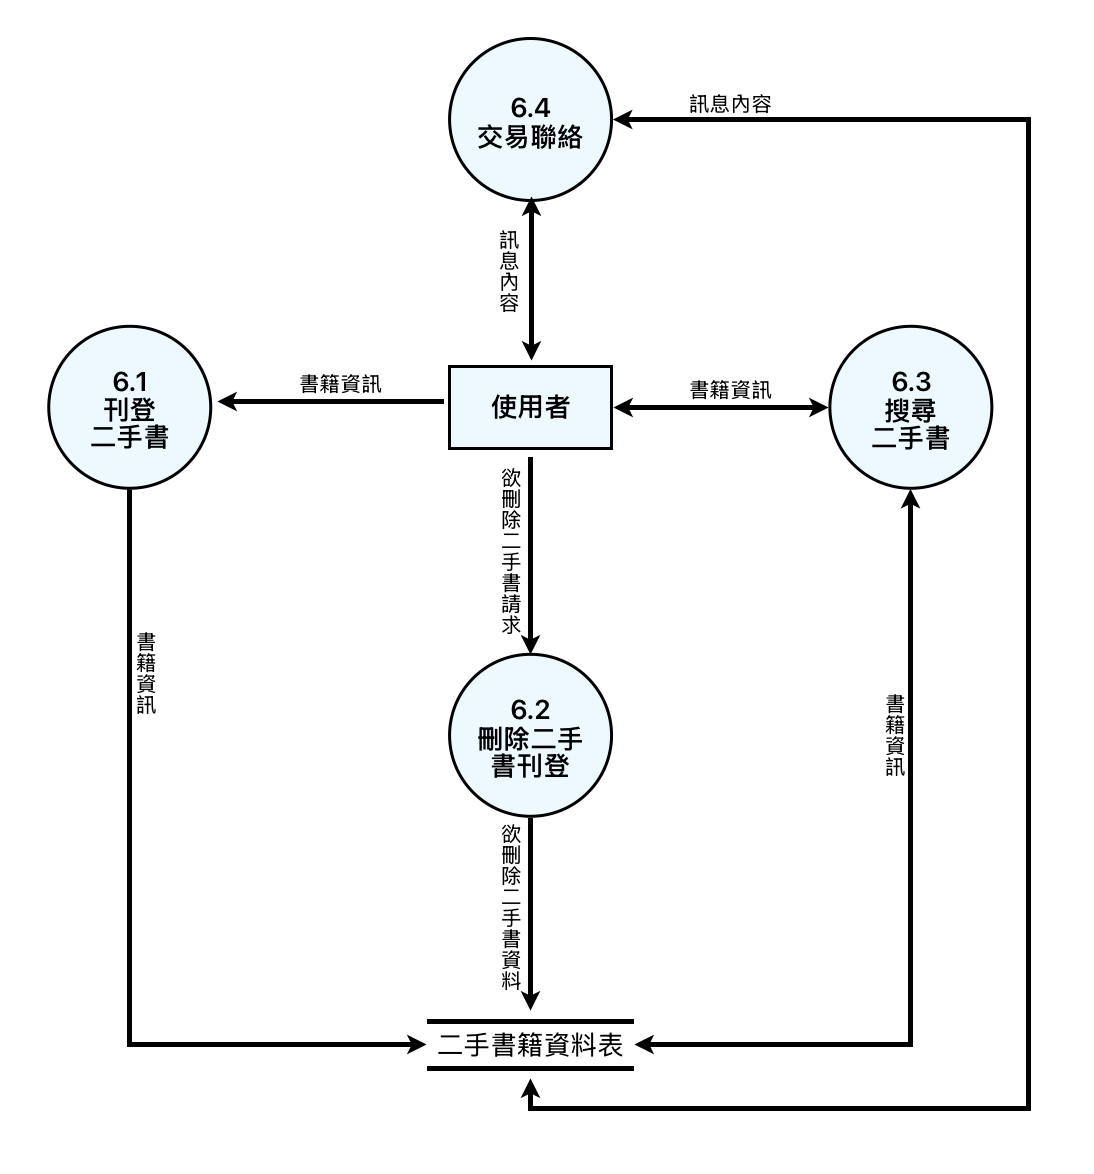 6.4
交易聯絡
訊息內容
訊息內容
6.1
刊登
二手書
書籍資訊
使用者
書籍資訊
6.3
搜尋
二手書
欲刪除二手書請求
書籍資訊
6.2
刪除二手
書刊登
書籍資訊
欲刪除二手書資料
二手書籍資料表